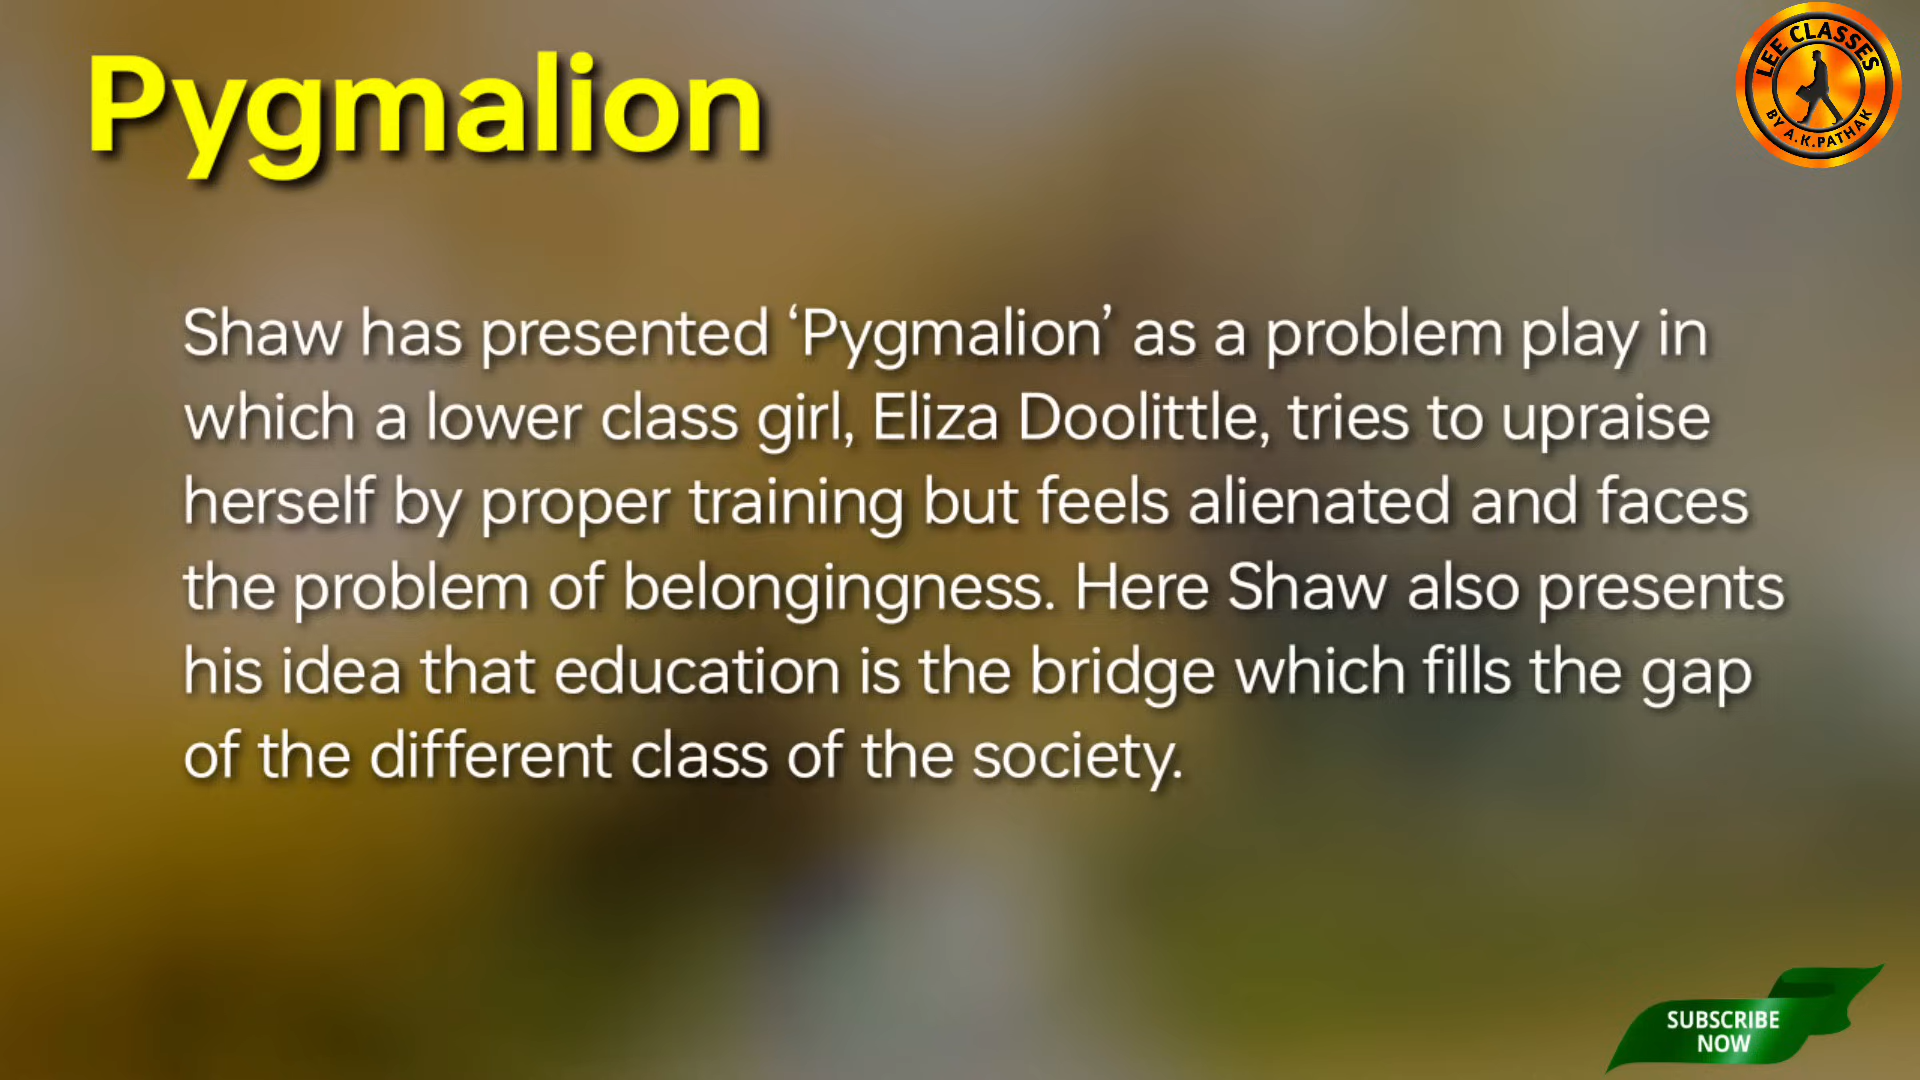 Pygmalion
LEE CLASSES
BY A.K.PATHAK
Shaw has presented ‘Pygmalion’ as a problem play in
which a lower class girl, Eliza Doolittle, tries to upraise
herself by proper training but feels alienated and faces
the problem of belongingness. Here Shaw also presents
his idea that education is the bridge which fills the gap
of the different class of the society.
SUBSCRIBE
NOW